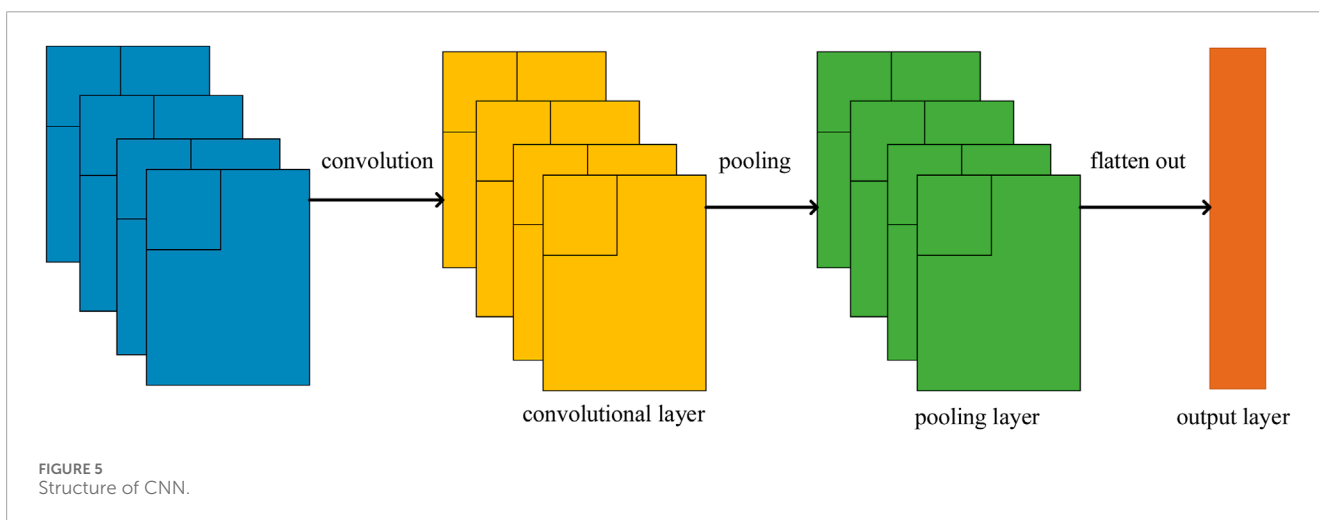 convolution
pooling
flatten out
convolutional layer
pooling layer
output layer
FIGURE 5
Structure of CNN.